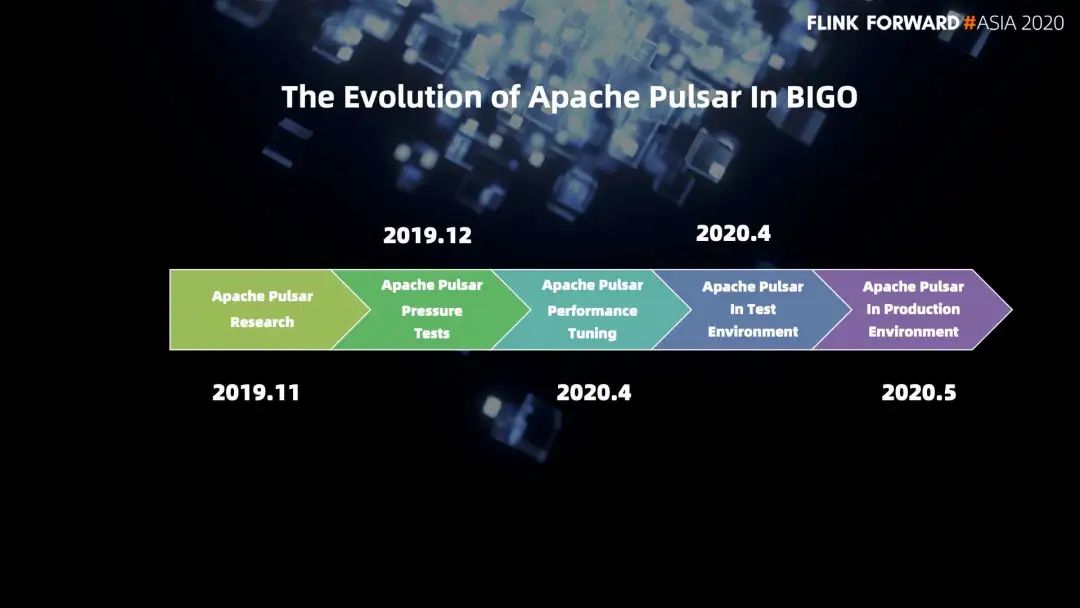 FLINK FORWARD #ASIA 2020
The Evolution of Apache Pulsar In BIGO
2019.12
2020.4
Apache Pulsar
Research
Apache Pulsar
Pressure
Tests
Apache Pulsar
Performance
Tuning
Apache Pulsar
In Test
Environment
Apache Pulsar
In Production
Environment
2019.11
2020.4
2020.5